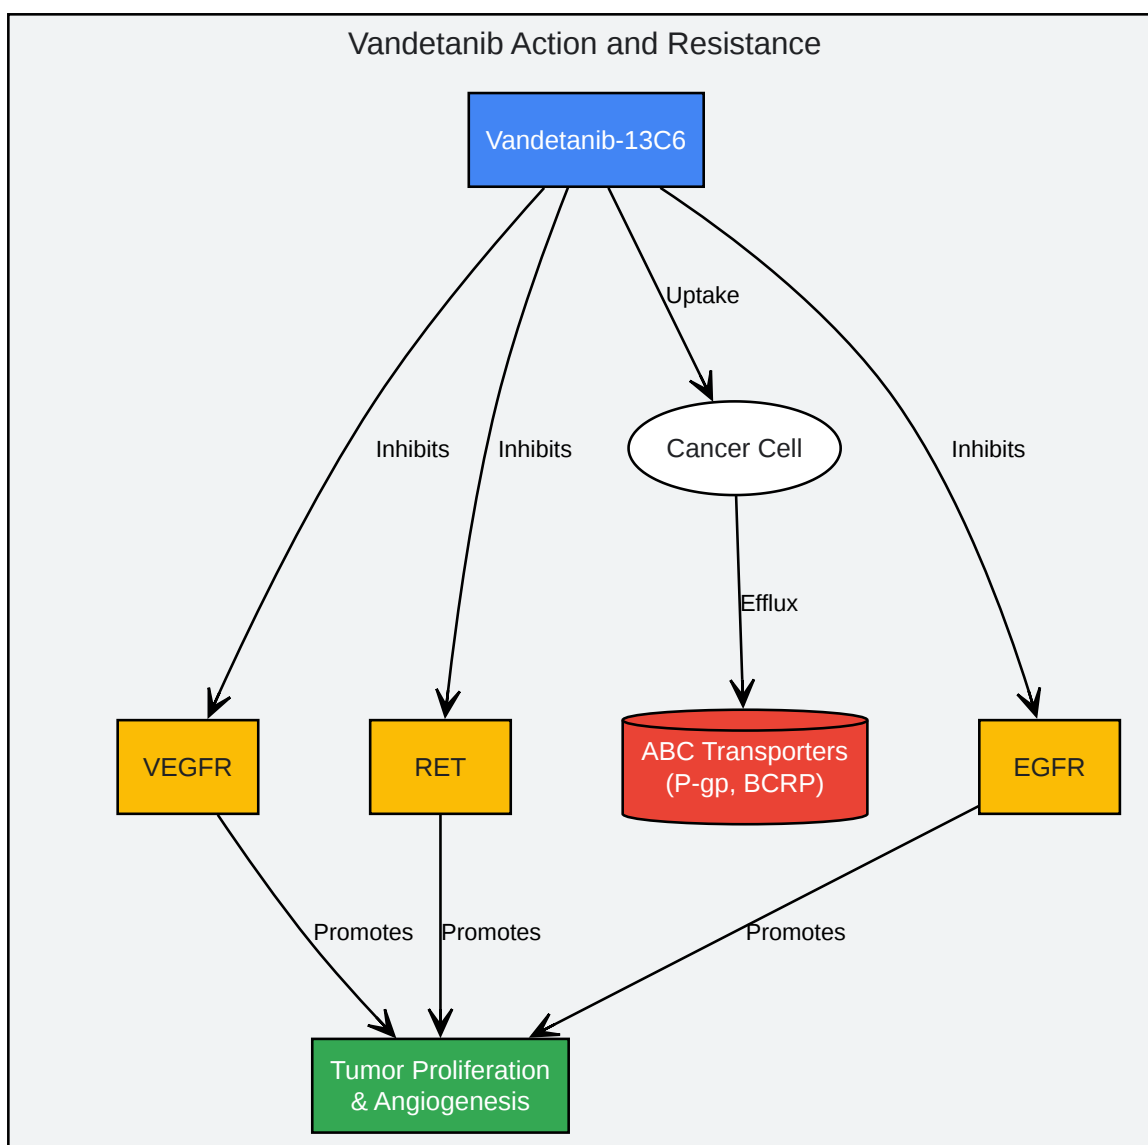 Vandetanib Action and Resistance
Vandetanib-13C6
Uptake
Inhibits
Inhibits
Cancer Cell
Inhibits
Efflux
VEGFR
RET
ABC Transporters
(P-gp, BCRP)
EGFR
Promotes
Promotes
Promotes
Tumor Proliferation
& Angiogenesis